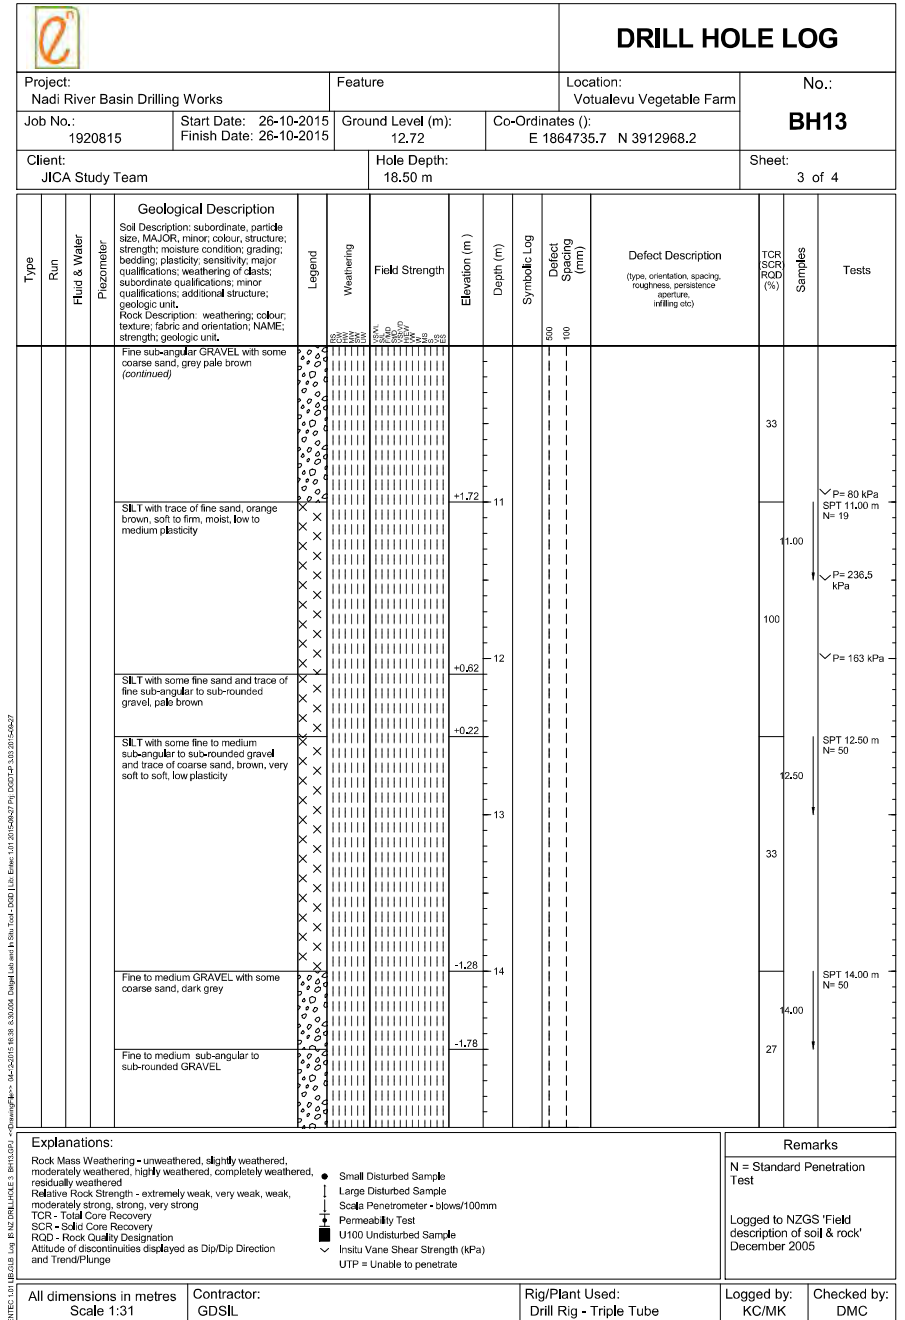 DRILL HOLE LOG
Project:
Nadi River Basin Drilling Works
Feature
Location:
Votualevu Vegetable Farm
No.:
BH13
Job No.:
1920815
Start Date: 26-10-2015
Finish Date: 26-10-2015
Ground Level (m):
12.72
Co-Ordinates ():
E 1864735.7 N 3912968.2
Client:
JICA Study Team
Hole Depth:
18.50 m
Sheet:
3 of 4
Type
Run
Fluid & Water
Piezometer
Geological Description
Soil Description: subordinate, particle
size, MAJOR, minor; colour, structure;
strength; moisture condition; grading;
bedding; plasticity; sensitivity; major
qualifications; weathering of clasts;
subordinate qualifications; minor
qualifications; additional structure;
geologic unit.
Rock Description: weathering; colour;
texture; fabric and orientation; NAME;
strength; geologic unit.
Legend
Weathering
Field Strength
Elevation (m)
Depth (m)
Symbolic Log
Defect
Spacing
(mm)
500
100
Defect Description
(type, orientation, spacing,
roughness, persistence
aperture,
infilling etc)
TCR
(SCR)
RQD
(%)
Samples
Tests
Fine sub-angular GRAVEL with some
coarse sand, grey pale brown
(continued)
33
+1.72
11
P= 80 kPa
SPT 11.00 m
N= 19
SILT with trace of fine sand, orange
brown, soft to firm, moist, low to
medium plasticity
11.00
P= 236.5
kPa
100
12
P= 163 kPa
+0.62
SILT with some fine sand and trace of
fine sub-angular to sub-rounded
gravel, pale brown
+0.22
SILT with some fine to medium
sub-angular to sub-rounded gravel
and trace of coarse sand, brown, very
soft to soft, low plasticity
SPT 12.50 m
N= 50
12.50
13
33
-1.28
14
Fine to medium GRAVEL with some
coarse sand, dark grey
SPT 14.00 m
N= 50
14.00
-1.78
27
Fine to medium sub-angular to
sub-rounded GRAVEL
Explanations:
Rock Mass Weathering - unweathered, slightly weathered,
moderately weathered, highly weathered, completely weathered,
residually weathered
Relative Rock Strength - extremely weak, very weak, weak,
moderately strong, strong, very strong
TCR - Total Core Recovery
SCR - Solid Core Recovery
RQD - Rock Quality Designation
Attitude of discontinuities displayed as Dip/Dip Direction
and Trend/Plunge
Small Disturbed Sample
Large Disturbed Sample
Scala Penetrometer - blows/100mm
Permeability Test
U100 Undisturbed Sample
Insitu Vane Shear Strength (kPa)
UTP = Unable to penetrate
Remarks
N = Standard Penetration
Test
Logged to NZGS 'Field
description of soil & rock'
December 2005
All dimensions in metres
Scale 1:31
Contractor:
GDSIL
Rig/Plant Used:
Drill Rig - Triple Tube
Logged by:
KC/MK
Checked by:
DMC